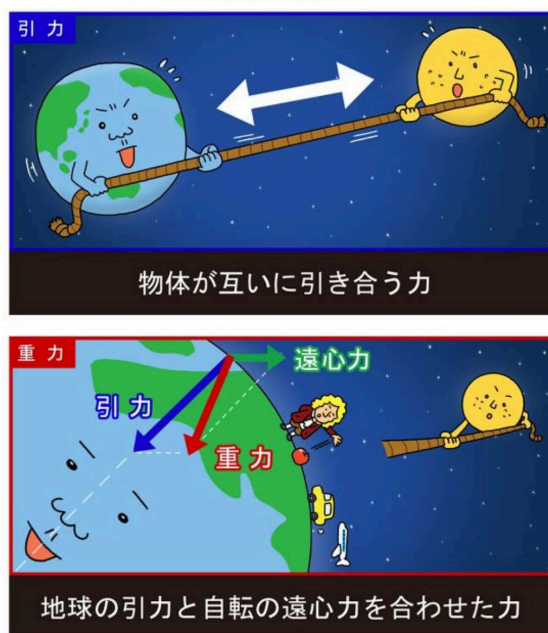 引力
物体が互いに引き合う力
重力
遠心力
引力
重力
地球の引力と自転の遠心力を合わせた力